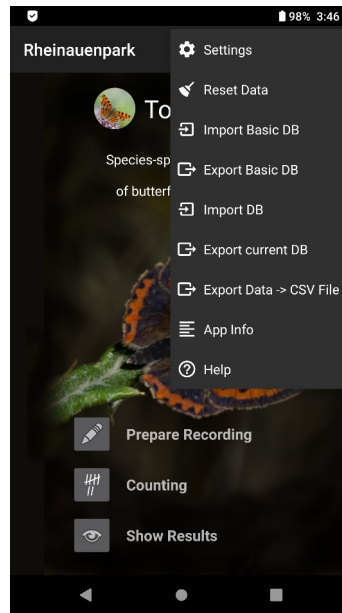 98% 3:46
Rheinauenpark
Settings
Reset Data
Import Basic DB
Export Basic DB
Import DB
Export current DB
Export Data -> CSV File
App Info
Help
To
Species-sp
of butterf
Prepare Recording
Counting
Show Results